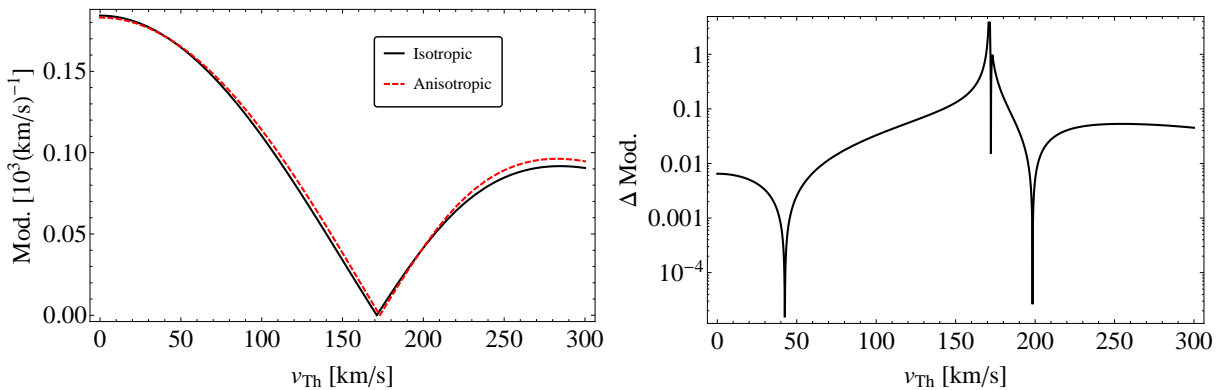 Mod. [10³(km/s)⁻¹]
0.15
0.10
0.05
0.00
Isotropic
Anisotropic
0 50 100 150 200 250 300
v_Th [km/s]
Δ Mod.
1
0.1
0.01
0.001
10⁻⁴
0 50 100 150 200 250 300
v_Th [km/s]